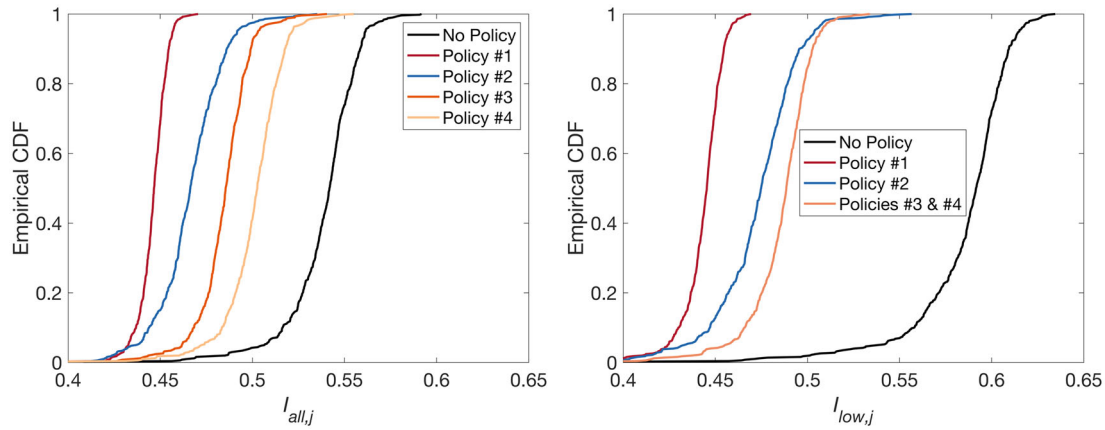 1
0.8
0.6
0.4
0.2
0
Empirical CDF
No Policy
Policy #1
Policy #2
Policy #3
Policy #4
0.4 0.45 0.5 0.55 0.6 0.65
I_all,j
1
0.8
0.6
0.4
0.2
0
Empirical CDF
No Policy
Policy #1
Policy #2
Policies #3 & #4
0.4 0.45 0.5 0.55 0.6 0.65
I_low,j